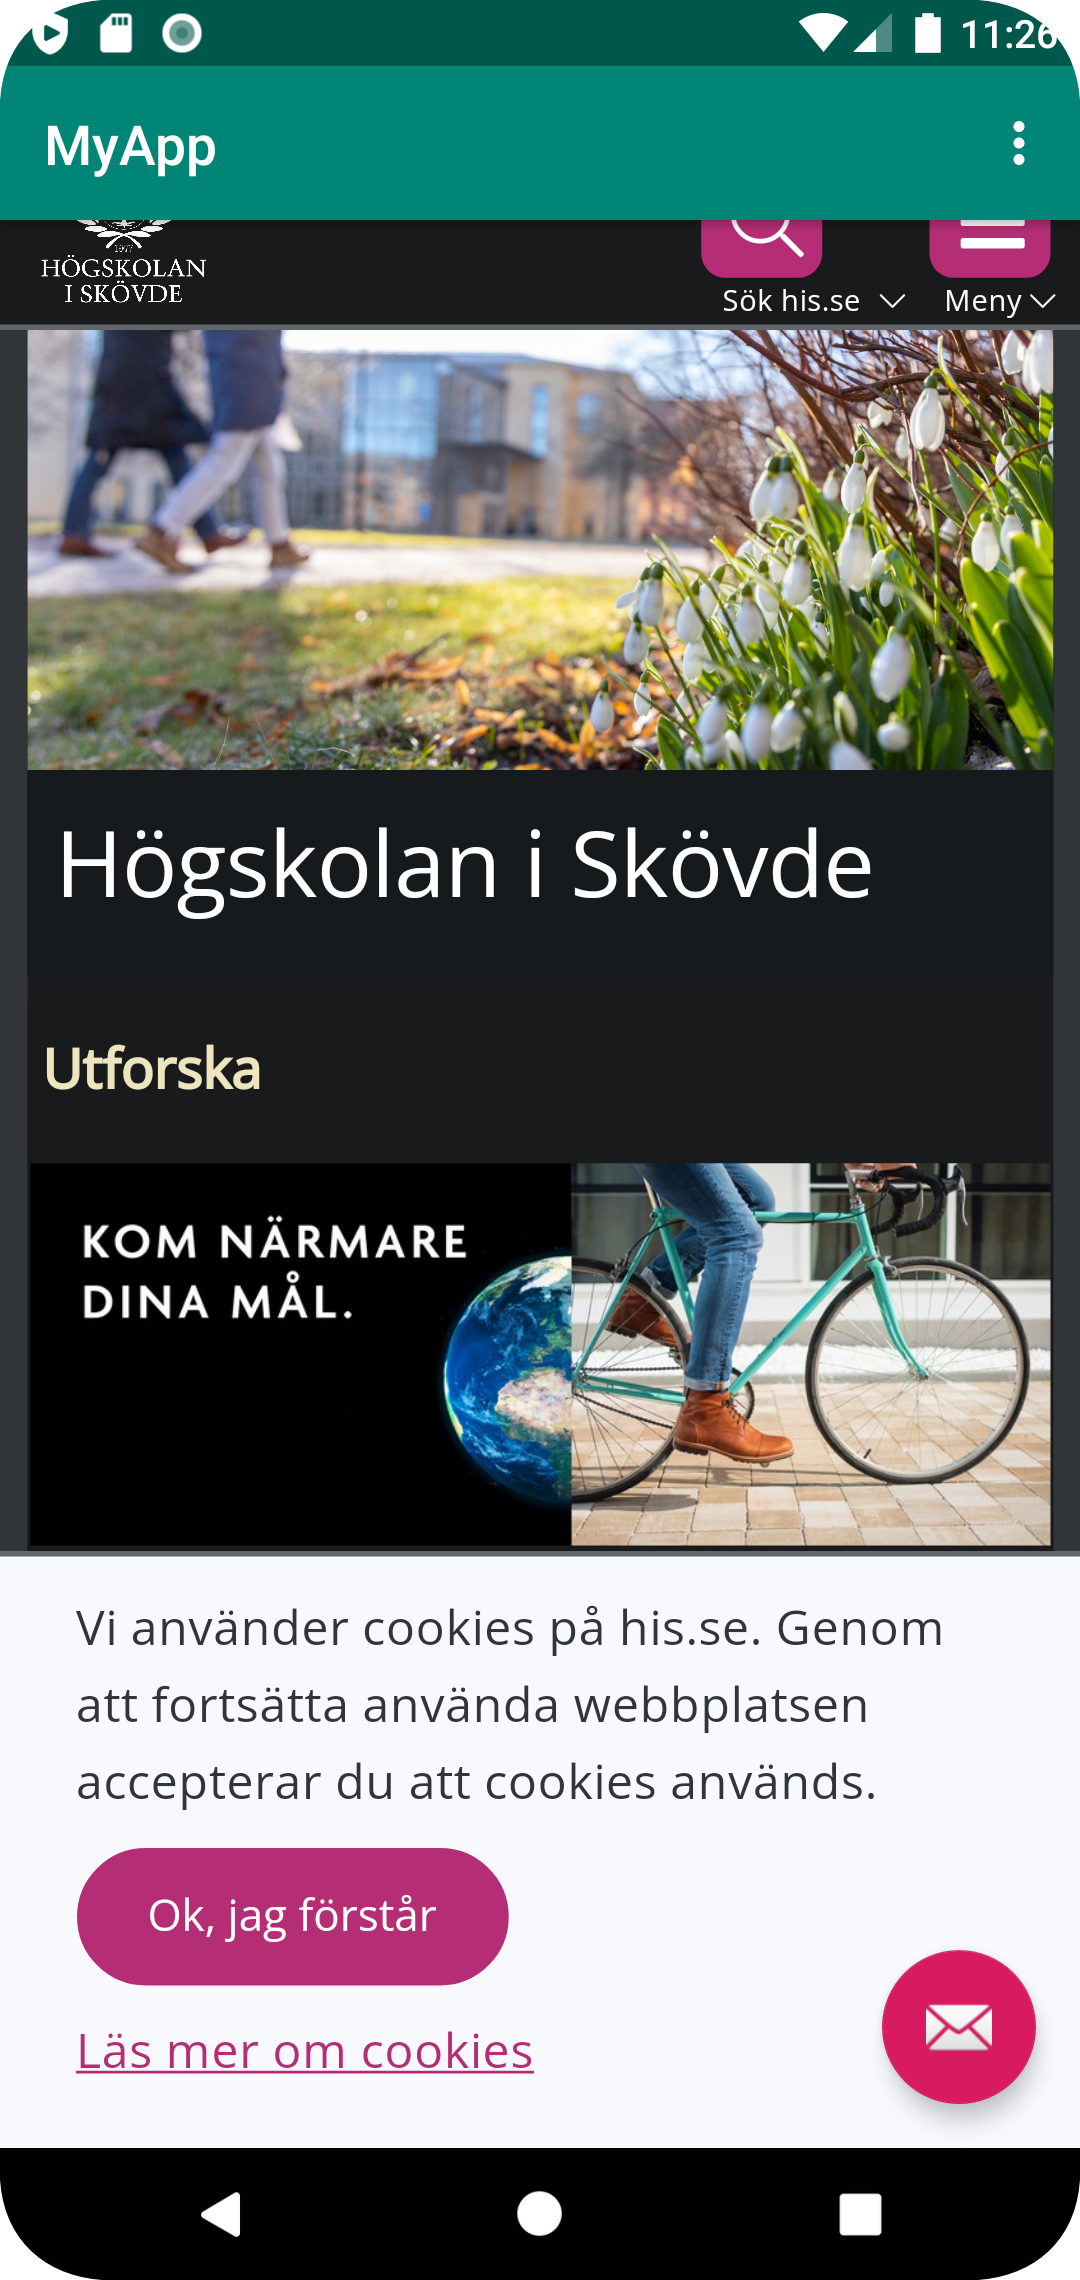 11:26
MyApp
1977
HÖGSKOLAN
I SKÖVDE
Sök his.se
Meny
Högskolan i Skövde
Utforska
KOM NÄRMARE
DINA MÅL.
Vi använder cookies på his.se. Genom
att fortsätta använda webbplatsen
accepterar du att cookies används.
Ok, jag förstår
Läs mer om cookies